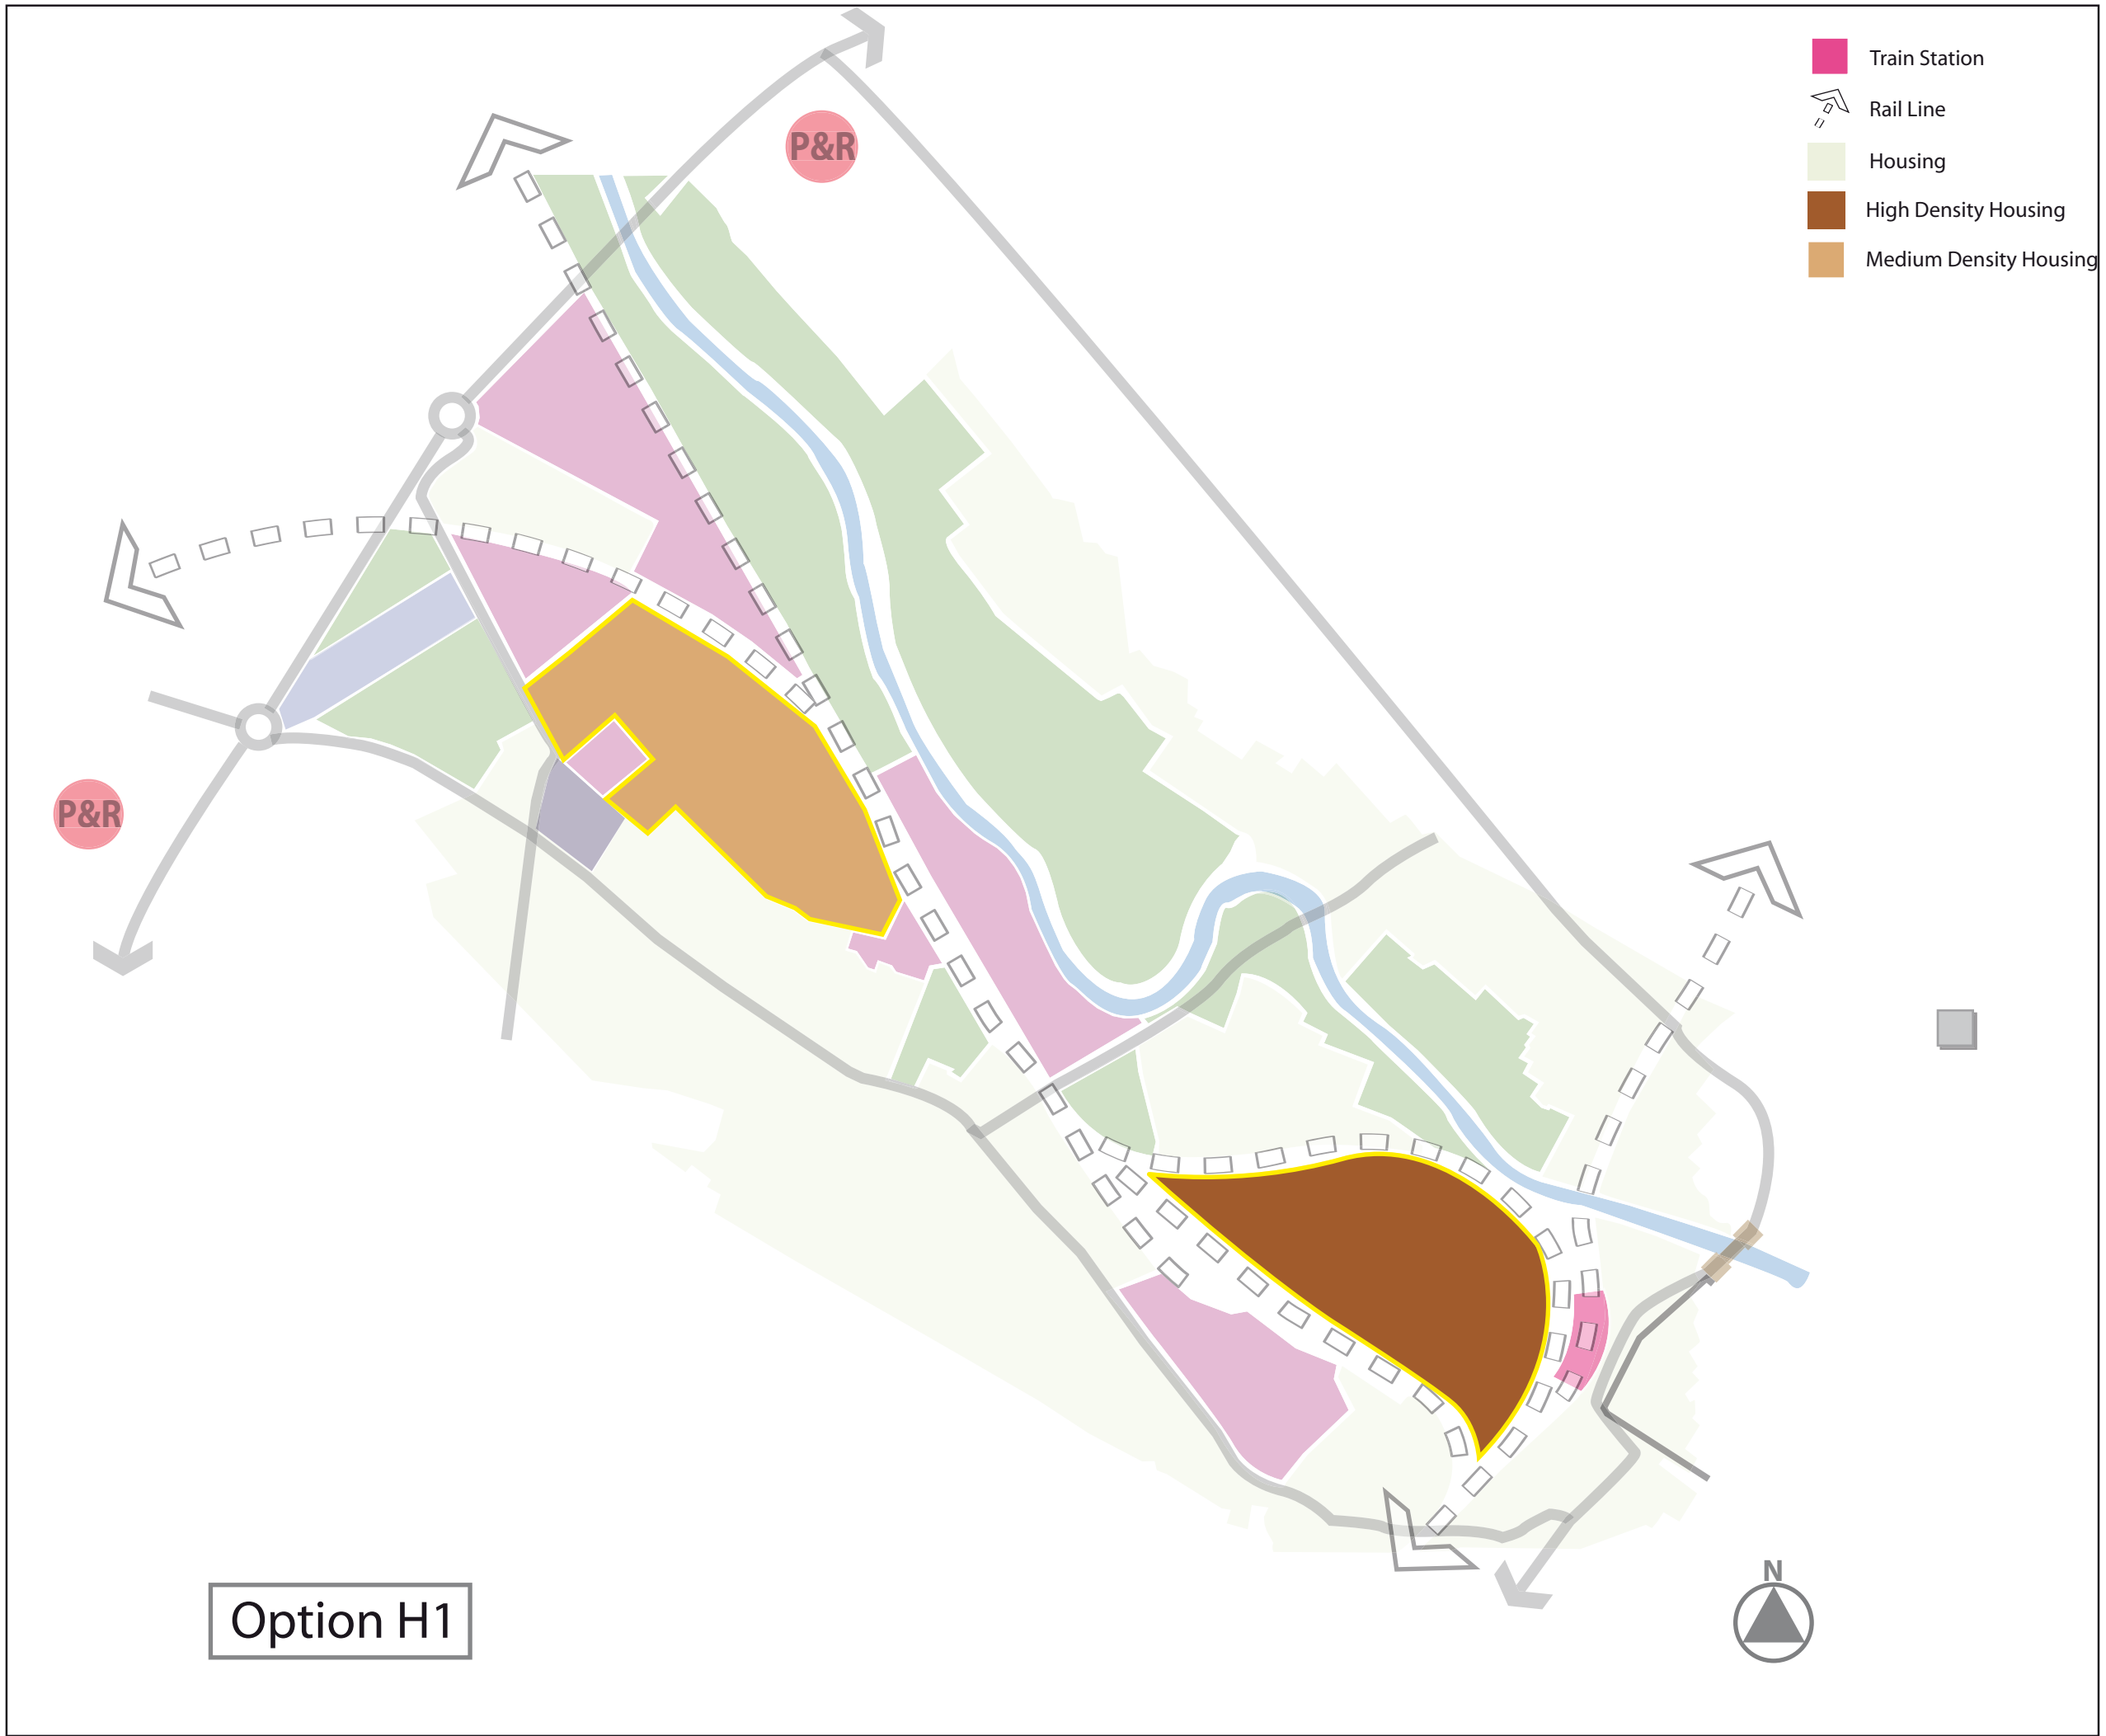 P&R
Train Station
Rail Line
Housing
High Density Housing
Medium Density Housing
P&R
Option H1
N